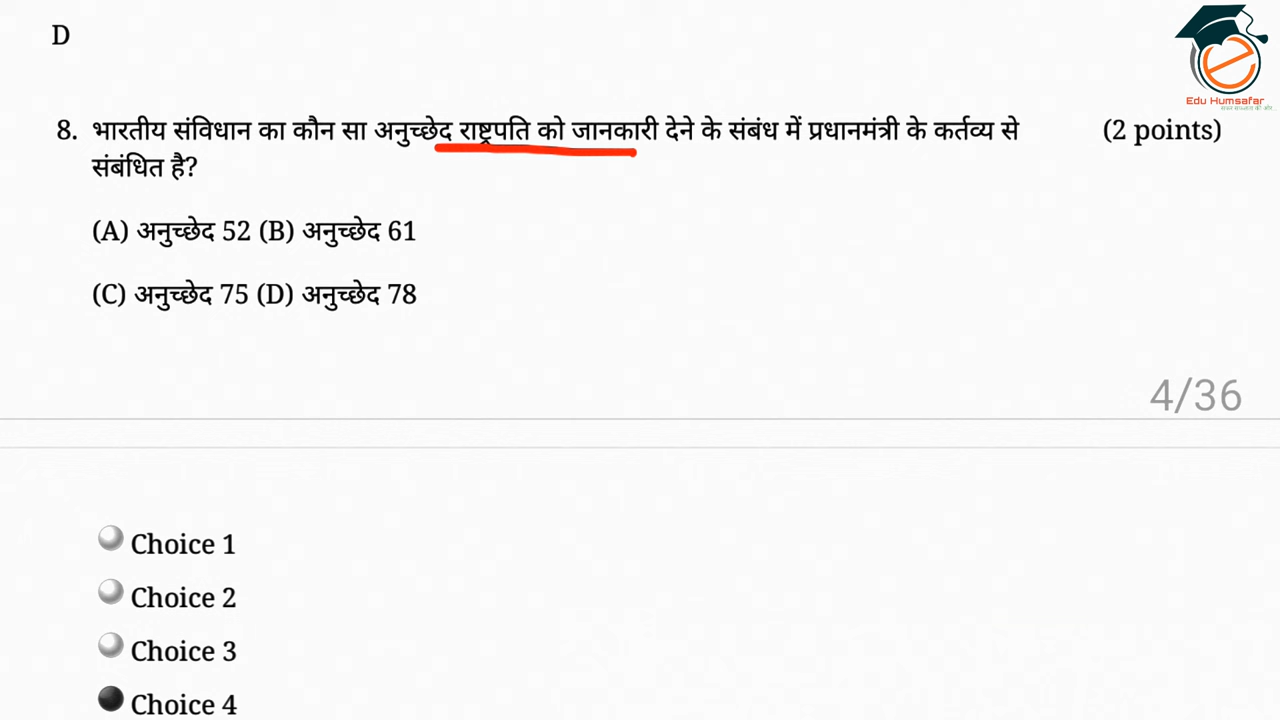 D
Edu Humsafar
8. भारतीय संविधान का कौन सा अनुच्छेद राष्ट्रपति को जानकारी देने के संबंध में प्रधानमंत्री के कर्तव्य से (2 points)
संबंधित है?
(A) अनुच्छेद 52 (B) अनुच्छेद 61
(C) अनुच्छेद 75 (D) अनुच्छेद 78
4/36
Choice 1
Choice 2
Choice 3
Choice 4